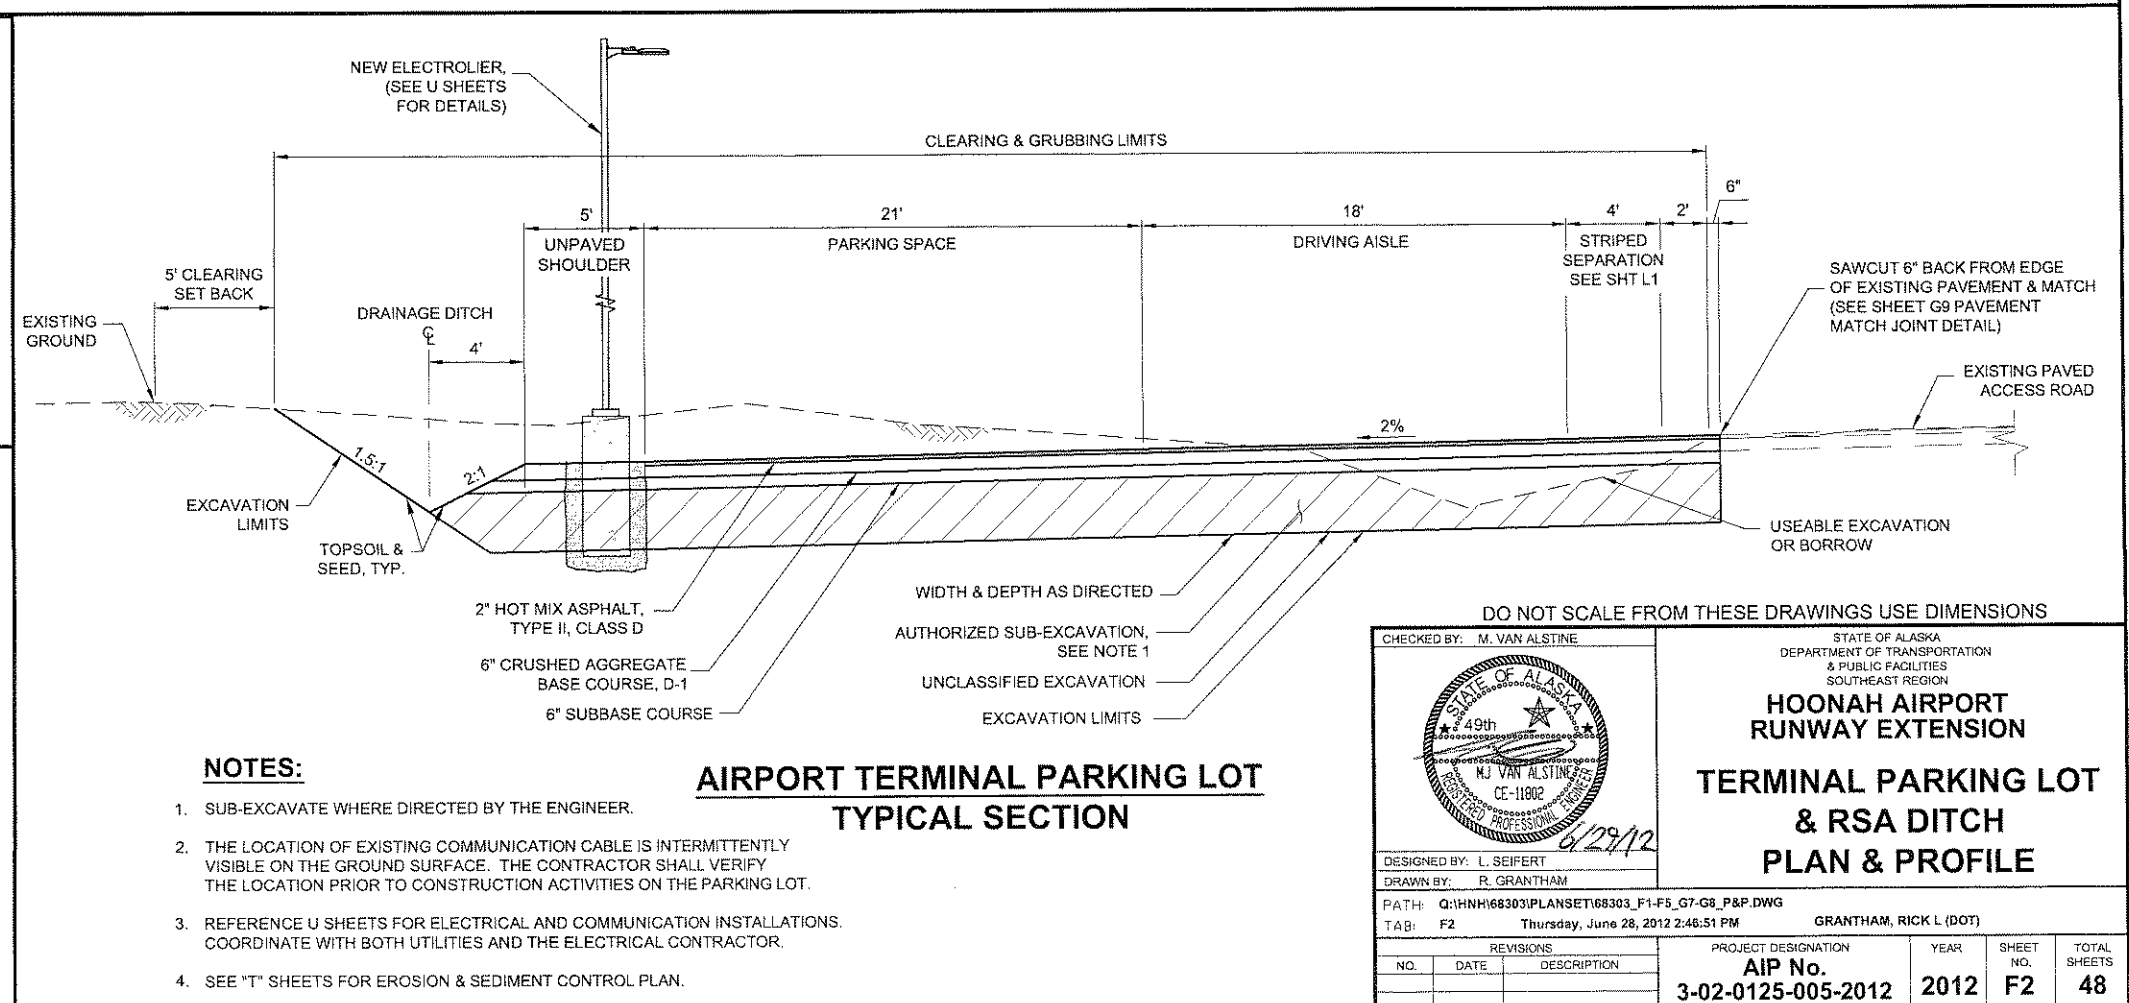 NEW ELECTROLIER,
(SEE U SHEETS
FOR DETAILS)
CLEARING & GRUBBING LIMITS
6"
5'
21'
18'
4'
2'
UNPAVED
SHOULDER
PARKING SPACE
DRIVING AISLE
STRIPED
SEPARATION
SEE SHT L1
5' CLEARING
SET BACK
SAWCUT 6" BACK FROM EDGE
OF EXISTING PAVEMENT & MATCH
(SEE SHEET G9 PAVEMENT
MATCH JOINT DETAIL)
EXISTING
GROUND
DRAINAGE DITCH
℄
4'
EXISTING PAVED
ACCESS ROAD
2%
1.5:1
2:1
EXCAVATION
LIMITS
TOPSOIL &
SEED, TYP.
USEABLE EXCAVATION
OR BORROW
2" HOT MIX ASPHALT,
TYPE II, CLASS D
6" CRUSHED AGGREGATE
BASE COURSE, D-1
6" SUBBASE COURSE
WIDTH & DEPTH AS DIRECTED
AUTHORIZED SUB-EXCAVATION,
SEE NOTE 1
UNCLASSIFIED EXCAVATION
EXCAVATION LIMITS
AIRPORT TERMINAL PARKING LOT
TYPICAL SECTION
NOTES:
1. SUB-EXCAVATE WHERE DIRECTED BY THE ENGINEER.
2. THE LOCATION OF EXISTING COMMUNICATION CABLE IS INTERMITTENTLY
VISIBLE ON THE GROUND SURFACE. THE CONTRACTOR SHALL VERIFY
THE LOCATION PRIOR TO CONSTRUCTION ACTIVITIES ON THE PARKING LOT.
3. REFERENCE U SHEETS FOR ELECTRICAL AND COMMUNICATION INSTALLATIONS.
COORDINATE WITH BOTH UTILITIES AND THE ELECTRICAL CONTRACTOR.
4. SEE "T" SHEETS FOR EROSION & SEDIMENT CONTROL PLAN.
DO NOT SCALE FROM THESE DRAWINGS USE DIMENSIONS
CHECKED BY: M. VAN ALSTINE
STATE OF ALASKA
49th
MJ VAN ALSTINE
CE-11802
REGISTERED PROFESSIONAL ENGINEER
6/29/12
DESIGNED BY: L. SEIFERT
DRAWN BY: R. GRANTHAM
STATE OF ALASKA
DEPARTMENT OF TRANSPORTATION
& PUBLIC FACILITIES
SOUTHEAST REGION
HOONAH AIRPORT
RUNWAY EXTENSION
TERMINAL PARKING LOT
& RSA DITCH
PLAN & PROFILE
PATH: Q:\HNH\68303\PLANSET\68303_F1-F5_G7-G8_P&P.DWG
TAB: F2 Thursday, June 28, 2012 2:46:51 PM GRANTHAM, RICK L (DOT)
REVISIONS
NO. DATE DESCRIPTION
PROJECT DESIGNATION
AIP No.
3-02-0125-005-2012
YEAR
2012
SHEET
NO.
F2
TOTAL
SHEETS
48